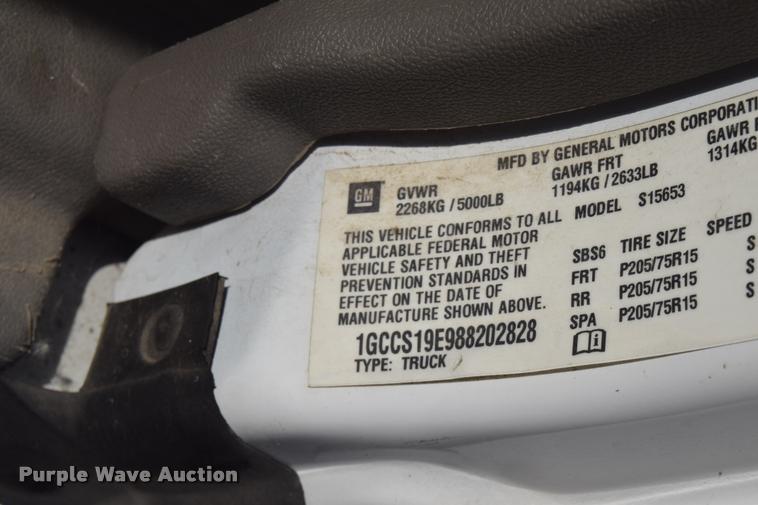 MFD BY GENERAL MOTORS CORPORATI
GM
GVWR GAWR FRT GAWR
2268KG / 5000LB 1194KG / 2633LB 1314KG
THIS VEHICLE CONFORMS TO ALL
APPLICABLE FEDERAL MOTOR
VEHICLE SAFETY AND THEFT
PREVENTION STANDARDS IN
EFFECT ON THE DATE OF
MANUFACTURE SHOWN ABOVE.
1GCCS19E988202828
TYPE: TRUCK
MODEL S15653
SBS6 TIRE SIZE SPEED
FRT P205/75R15 S
RR P205/75R15 S
SPA P205/75R15 S
Purple Wave Auction